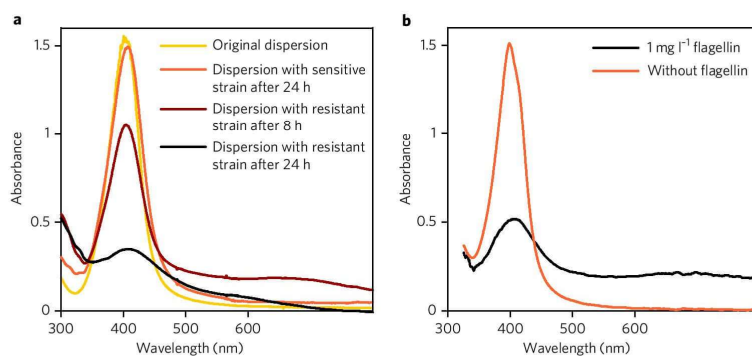 a
1.5
1
0.5
0
Absorbance
300
400
500
600
Wavelength (nm)
Original dispersion
Dispersion with sensitive
strain after 24 h
Dispersion with resistant
strain after 8 h
Dispersion with resistant
strain after 24 h
b
1.5
1
0.5
0
Absorbance
300
400
500
600
Wavelength (nm)
1 mg l⁻¹ flagellin
Without flagellin